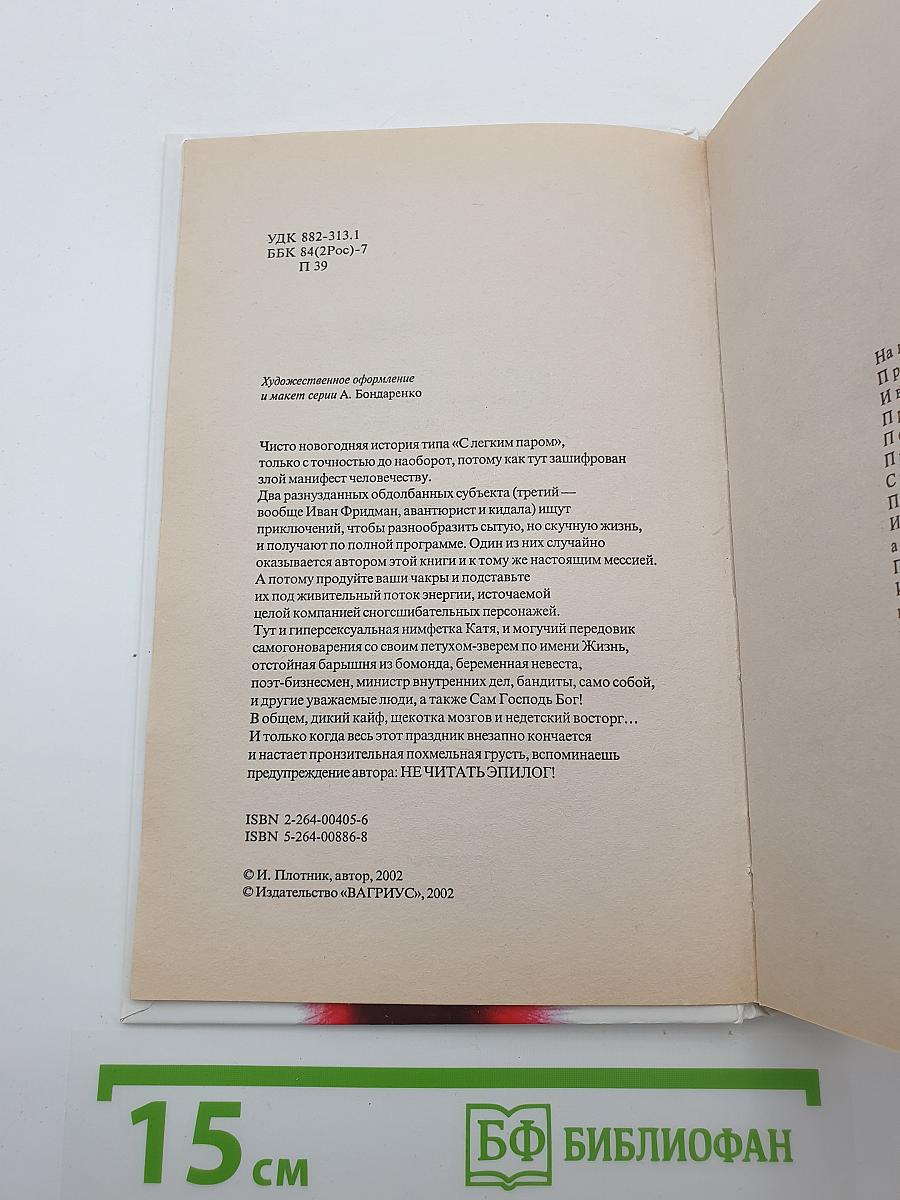 УДК 882-313.1
ББК 84(2Рос)-7
П 39
Художественное оформление
и макет серии А. Бондаренко
Чисто новогодняя история типа «С легким паром»,
только с точностью до наоборот, потому как тут зашифрован
злой манифест человечеству.
Два разнузданных обдолбанных субъекта (третий —
вообще Иван Фридман, авантюрист и кидала) ищут
приключений, чтобы разнообразить сытую, но скучную жизнь,
и получают по полной программе. Один из них случайно
оказывается автором этой книги и к тому же настоящим мессией.
А потому продуйте ваши чакры и подставьте
их под живительный поток энергии, источаемой
целой компанией сногсшибательных персонажей.
Тут и гиперсексуальная нимфетка Катя, и могучий передовик
самогоноварения со своим петухом-зверем по имени Жизнь,
отстойная барышня из бомонда, беременная невеста,
поэт-бизнесмен, министр внутренних дел, бандиты, само собой,
и другие уважаемые люди, а также Сам Господь Бог!
В общем, дикий кайф, щекотка мозгов и недетский восторг...
И только когда весь этот праздник внезапно кончается
и настает пронзительная похмельная грусть, вспоминаешь
предупреждение автора: НЕ ЧИТАТЬ ЭПИЛОГ!
ISBN 2-264-00405-6
ISBN 5-264-00886-8
© И. Плотник, автор, 2002
© Издательство «ВАГРИУС», 2002
На
15 см
БФ БИБЛИОФАН